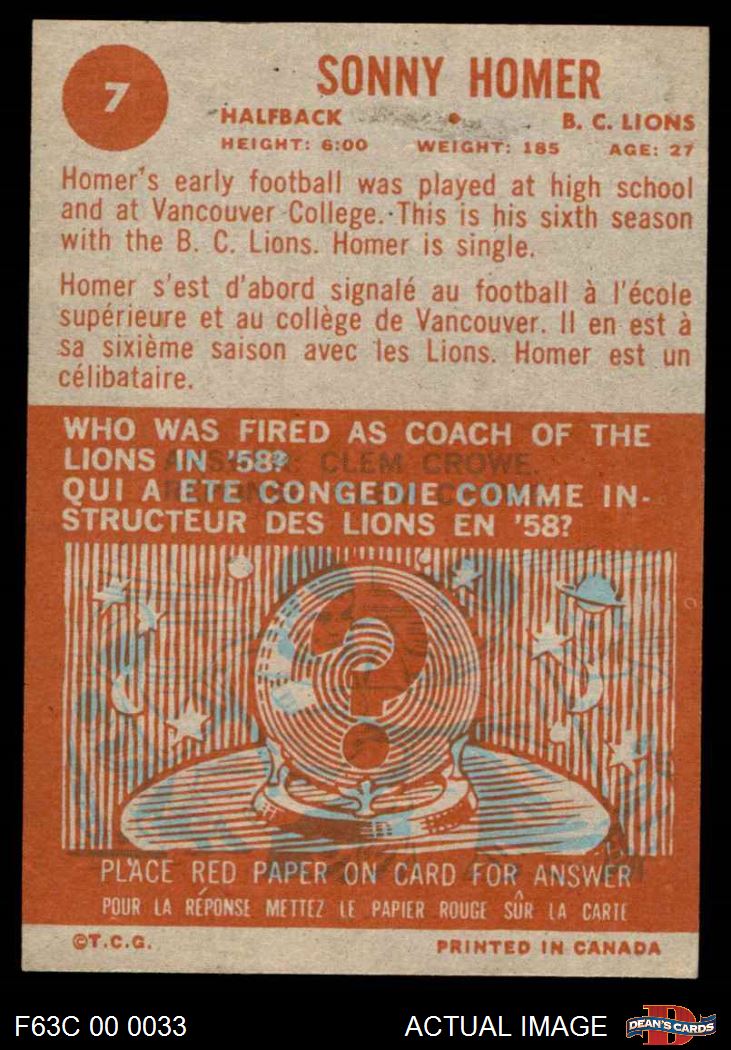 7
SONNY HOMER
HALFBACK • B. C. LIONS
HEIGHT: 6:00 WEIGHT: 185 AGE: 27
Homer's early football was played at high school
and at Vancouver College. This is his sixth season
with the B. C. Lions. Homer is single.
Homer s'est d'abord signalé au football à l'école
supérieure et au collège de Vancouver. Il en est à
sa sixième saison avec les Lions. Homer est un
célibataire.
WHO WAS FIRED AS COACH OF THE
LIONS IN '58?
ANSWER: CLEM CROWE.
QUI A ETE CONGEDIE COMME IN-
STRUCTEUR DES LIONS EN '58?
?
PLACE RED PAPER ON CARD FOR ANSWER
POUR LA RÉPONSE METTEZ LE PAPIER ROUGE SÛR LA CARTE
©T.C.G. PRINTED IN CANADA
F63C 00 0033 ACTUAL IMAGE DEAN'S CARDS